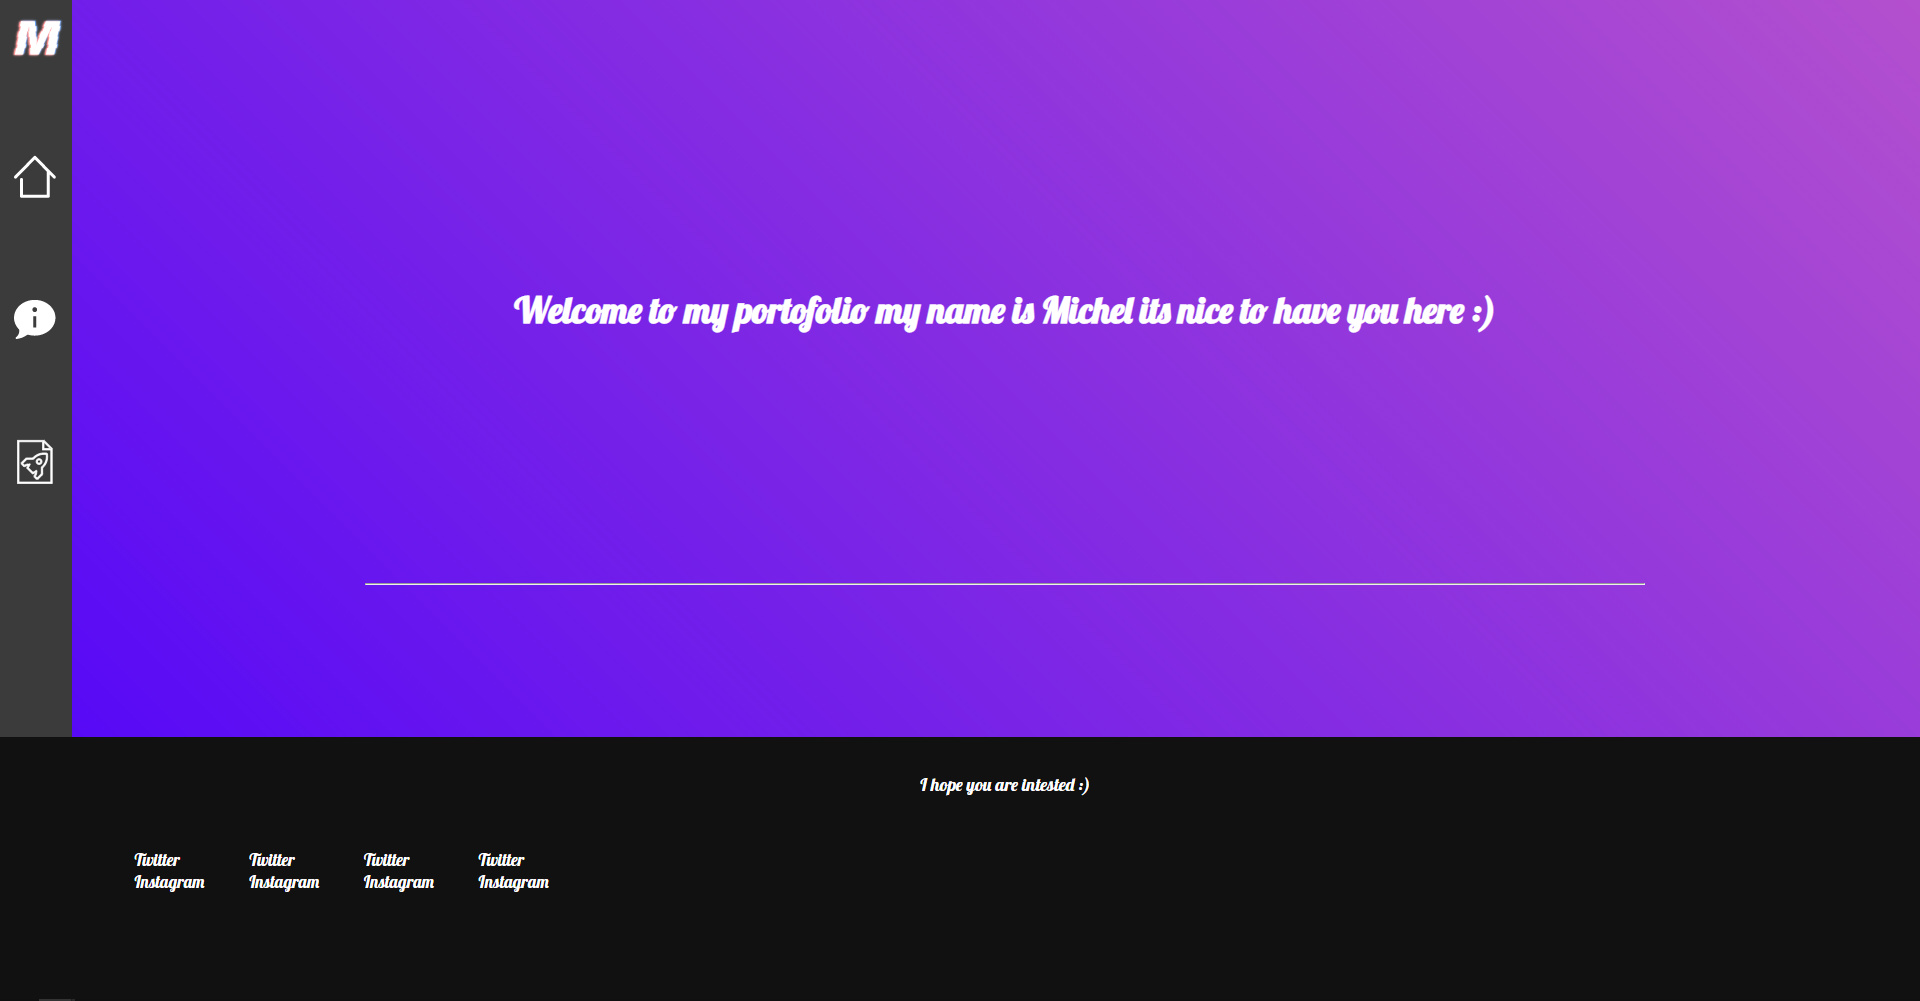 M
Welcome to my portofolio my name is Michel its nice to have you here :)
I hope you are intested :)
Twitter Twitter Twitter Twitter
Instagram Instagram Instagram Instagram